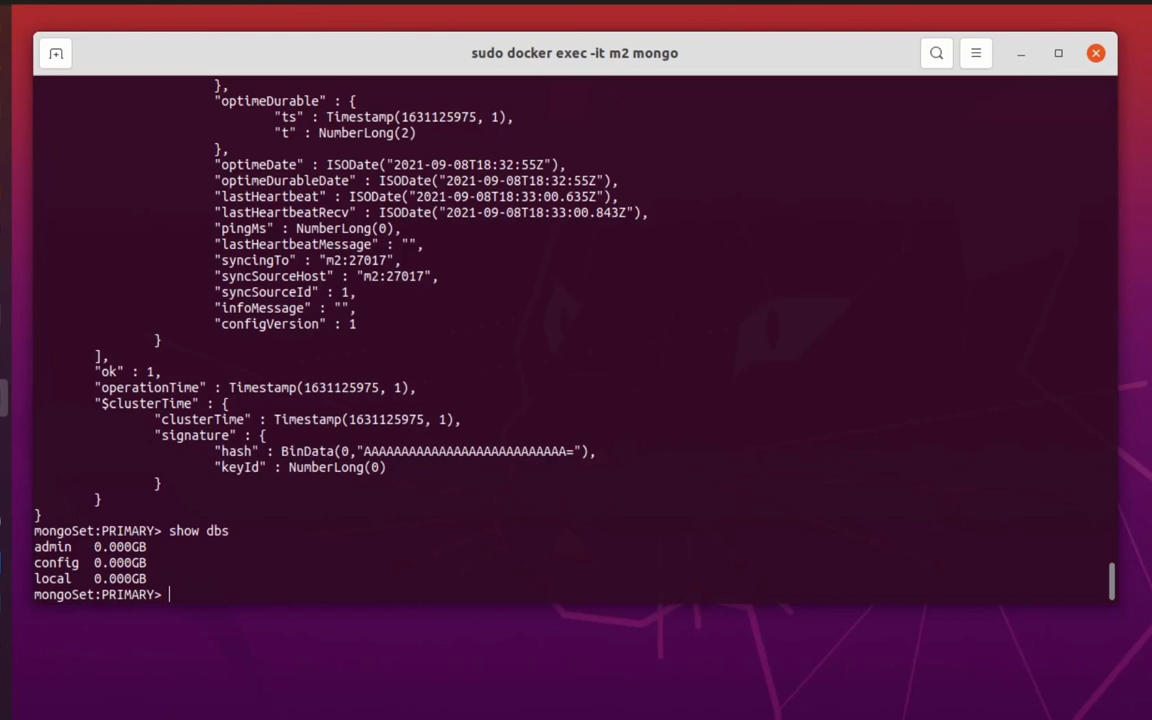 sudo docker exec -it m2 mongo
},
"optimeDurable" : {
"ts" : Timestamp(1631125975, 1),
"t" : NumberLong(2)
},
"optimeDate" : ISODate("2021-09-08T18:32:55Z"),
"optimeDurableDate" : ISODate("2021-09-08T18:32:55Z"),
"lastHeartbeat" : ISODate("2021-09-08T18:33:00.635Z"),
"lastHeartbeatRecv" : ISODate("2021-09-08T18:33:00.843Z"),
"pingMs" : NumberLong(0),
"lastHeartbeatMessage" : "",
"syncingTo" : "m2:27017",
"syncSourceHost" : "m2:27017",
"syncSourceId" : 1,
"infoMessage" : "",
"configVersion" : 1
}
],
"ok" : 1,
"operationTime" : Timestamp(1631125975, 1),
"$clusterTime" : {
"clusterTime" : Timestamp(1631125975, 1),
"signature" : {
"hash" : BinData(0,"AAAAAAAAAAAAAAAAAAAAAAAAAAA="),
"keyId" : NumberLong(0)
}
}
}
mongoSet:PRIMARY> show dbs
admin 0.000GB
config 0.000GB
local 0.000GB
mongoSet:PRIMARY>